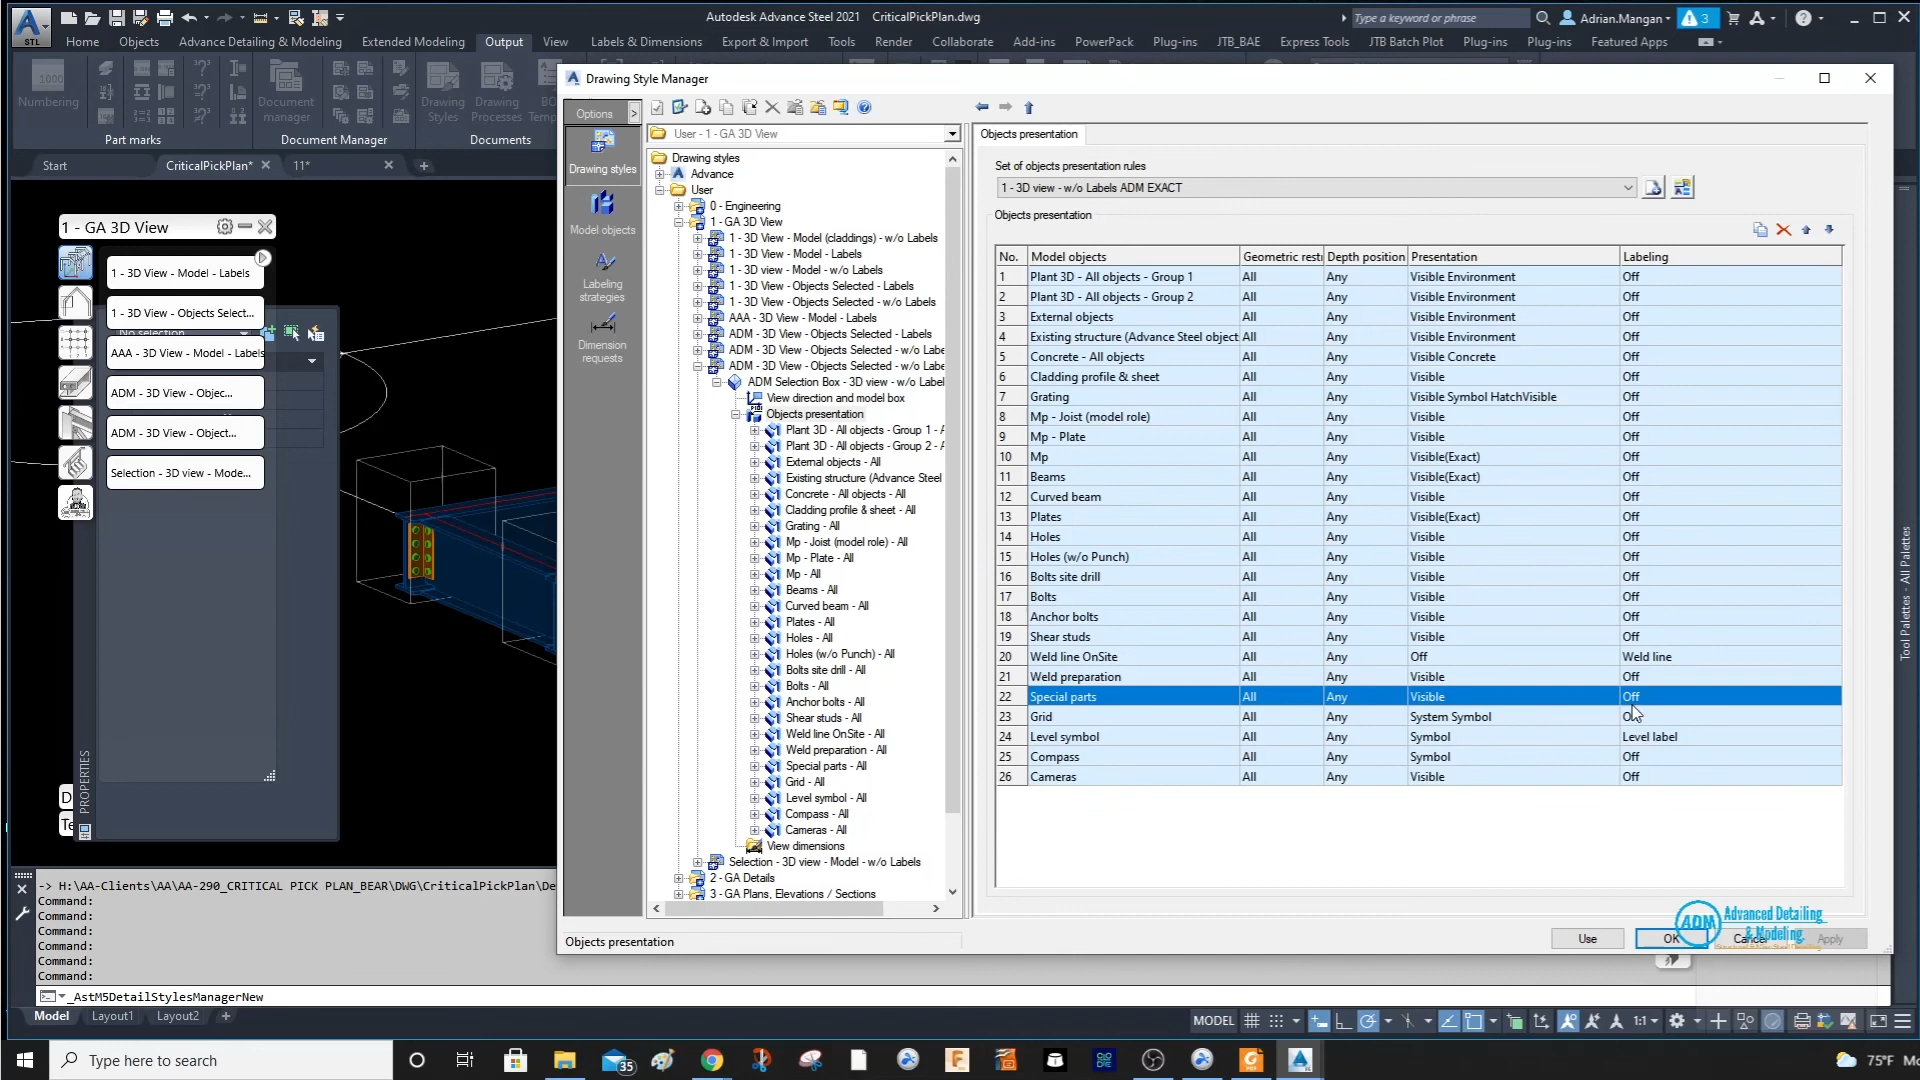 STL
Autodesk Advance Steel 2021 CriticalPickPlan.dwg
Type a keyword or phrase
Adrian.Mangan
3
Home Objects Advance Detailing & Modeling Extended Modeling Output View Labels & Dimensions Export & Import Tools Render Collaborate Add-ins PowerPack Plug-ins JTB_BAE Express Tools JTB Batch Plot Plug-ins Plug-ins Featured Apps
Numbering
Document manager
Drawing Styles
Drawing Processes
Part marks
Document Manager
Documents
Start CriticalPickPlan* 11*
1 - GA 3D View
1 - 3D View - Model - Labels
1 - 3D View - Objects Select...
No selection
AAA - 3D View - Model - Labels
ADM - 3D View - Objec...
ADM - 3D View - Object...
Selection - 3D view - Mode...
PROPERTIES
Drawing Style Manager
Options
Drawing styles
Model objects
Labeling strategies
Dimension requests
User - 1 - GA 3D View
Drawing styles
Advance
User
0 - Engineering
1 - GA 3D View
1 - 3D View - Model (claddings) - w/o Labels
1 - 3D View - Model - Labels
1 - 3D view - Model - w/o Labels
1 - 3D View - Objects Selected - Labels
1 - 3D View - Objects Selected - w/o Labels
AAA - 3D View - Model - Labels
ADM - 3D View - Objects Selected - Labels
ADM - 3D View - Objects Selected - w/o Labe
ADM - 3D View - Objects Selected - w/o Labe
ADM Selection Box - 3D view - w/o Label
View direction and model box
Objects presentation
Plant 3D - All objects - Group 1 - A
Plant 3D - All objects - Group 2 - A
External objects - All
Existing structure (Advance Steel
Concrete - All objects - All
Cladding profile & sheet - All
Grating - All
Mp - Joist (model role) - All
Mp - Plate - All
Mp - All
Beams - All
Curved beam - All
Plates - All
Holes - All
Holes (w/o Punch) - All
Bolts site drill - All
Bolts - All
Anchor bolts - All
Shear studs - All
Weld line OnSite - All
Weld preparation - All
Special parts - All
Grid - All
Level symbol - All
Compass - All
Cameras - All
View dimensions
Selection - 3D view - Model - w/o Labels
2 - GA Details
3 - GA Plans, Elevations / Sections
Objects presentation
Objects presentation
Set of objects presentation rules
1 - 3D view - w/o Labels ADM EXACT
Objects presentation
No. Model objects Geometric restr Depth position Presentation Labeling
1 Plant 3D - All objects - Group 1 All Any Visible Environment Off
2 Plant 3D - All objects - Group 2 All Any Visible Environment Off
3 External objects All Any Visible Environment Off
4 Existing structure (Advance Steel object All Any Visible Environment Off
5 Concrete - All objects All Any Visible Concrete Off
6 Cladding profile & sheet All Any Visible Off
7 Grating All Any Visible Symbol HatchVisible Off
8 Mp - Joist (model role) All Any Visible Off
9 Mp - Plate All Any Visible Off
10 Mp All Any Visible(Exact) Off
11 Beams All Any Visible(Exact) Off
12 Curved beam All Any Visible Off
13 Plates All Any Visible(Exact) Off
14 Holes All Any Visible Off
15 Holes (w/o Punch) All Any Visible Off
16 Bolts site drill All Any Visible Off
17 Bolts All Any Visible Off
18 Anchor bolts All Any Visible Off
19 Shear studs All Any Visible Off
20 Weld line OnSite All Any Off Weld line
21 Weld preparation All Any Visible Off
22 Special parts All Any Visible Off
23 Grid All Any System Symbol
24 Level symbol All Any Symbol Level label
25 Compass All Any Symbol Off
26 Cameras All Any Visible Off
Use OK Cancel Apply
ADM Advanced Detailing & Modeling
Tool Palettes - All Palettes
-> H:\AA-Clients\AA\AA-290_CRITICAL PICK PLAN_BEAR\DWG\CriticalPickPlan\De
Command:
Command:
Command:
Command:
Command:
Command:
_AstM5DetailStylesManagerNew
Model Layout1 Layout2
MODEL 1:1
Type here to search
35
75°F